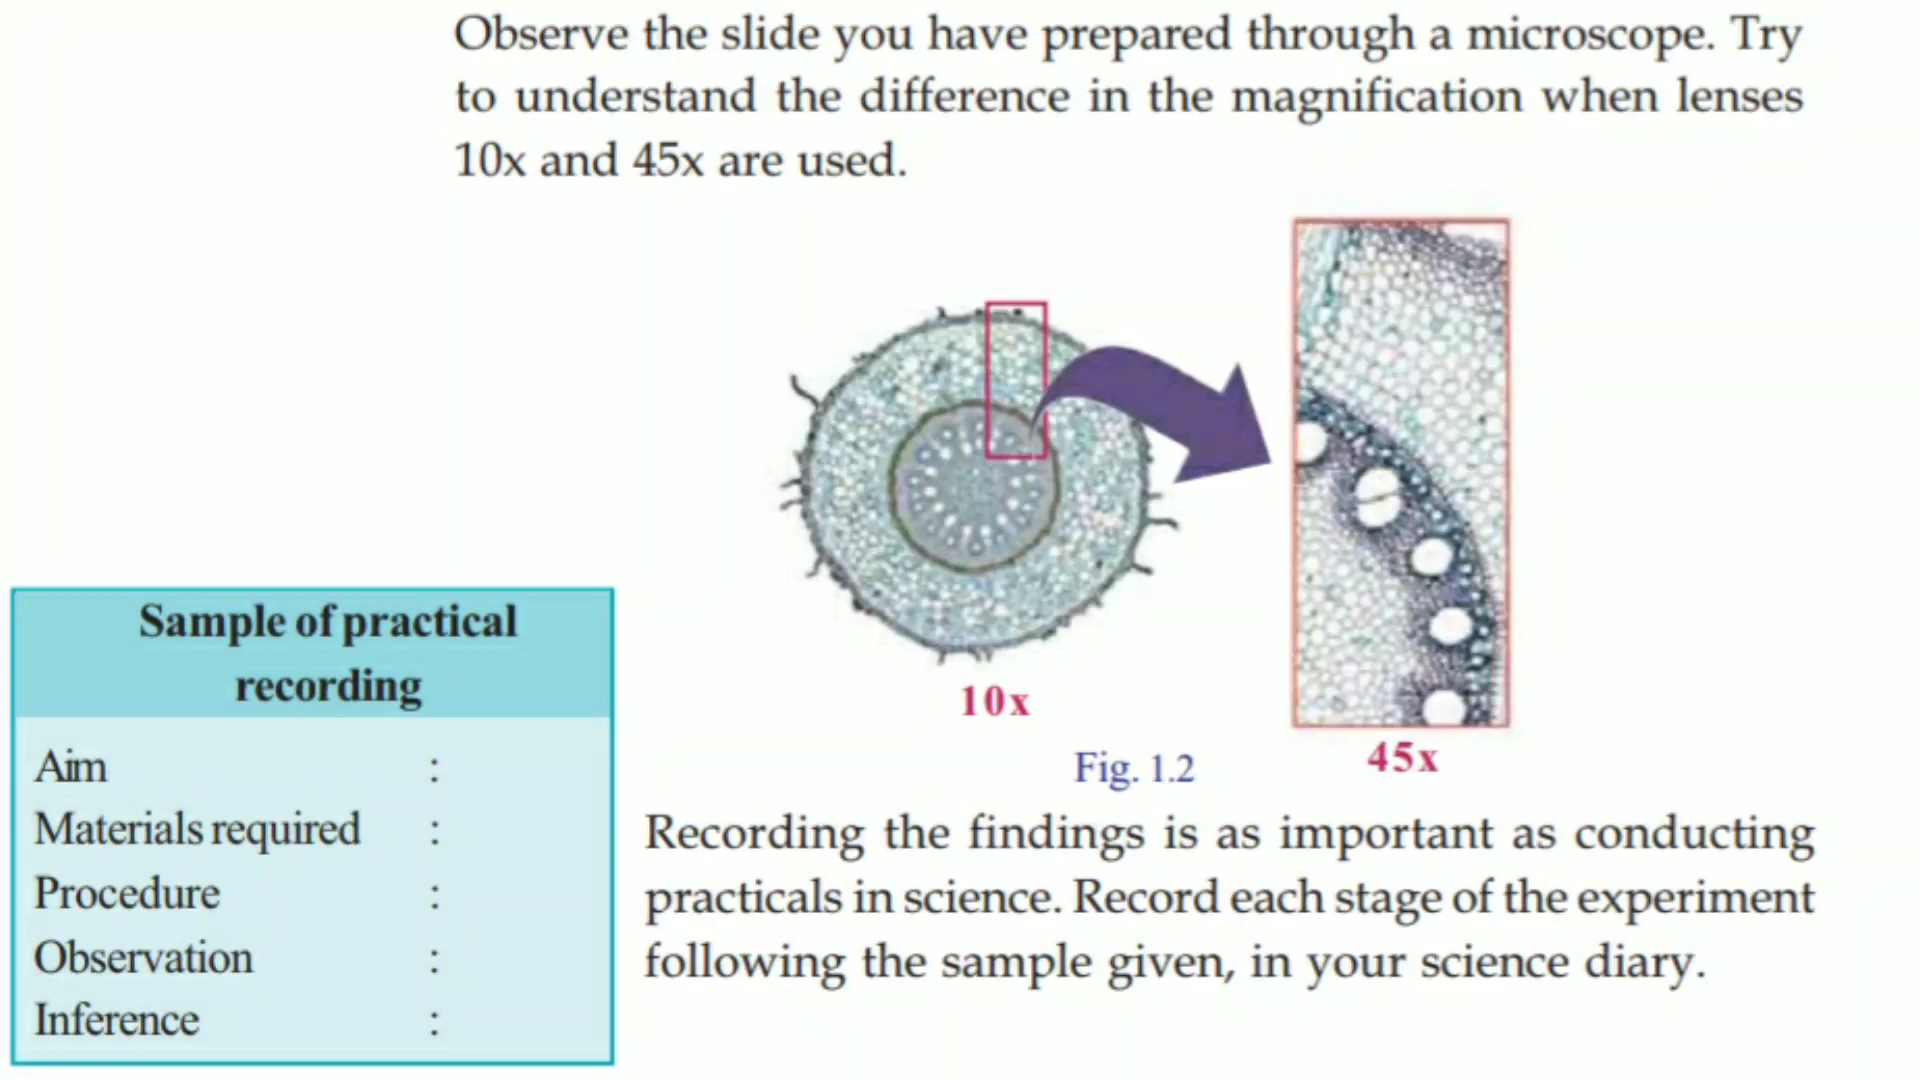 Observe the slide you have prepared through a microscope. Try
to understand the difference in the magnification when lenses
10x and 45x are used.
10x
45x
Fig. 1.2
Sample of practical
recording
Aim :
Materials required :
Procedure :
Observation :
Inference :
Recording the findings is as important as conducting
practicals in science. Record each stage of the experiment
following the sample given, in your science diary.